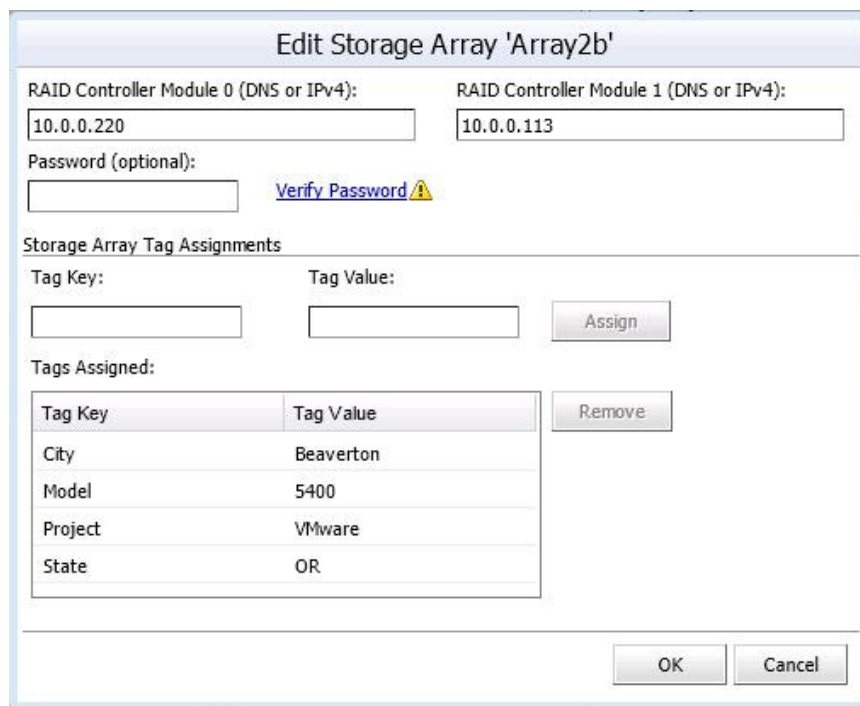 Edit Storage Array 'Array2b'
RAID Controller Module 0 (DNS or IPv4): RAID Controller Module 1 (DNS or IPv4):
10.0.0.220 10.0.0.113
Password (optional):
Verify Password
Storage Array Tag Assignments
Tag Key: Tag Value:
Assign
Tags Assigned:
Tag Key Tag Value Remove
City Beaverton
Model 5400
Project VMware
State OR
OK Cancel